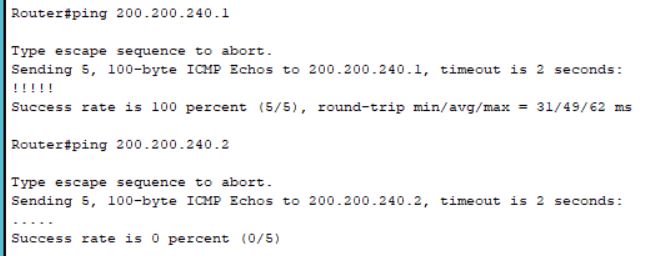 Router#ping 200.200.240.1
Type escape sequence to abort.
Sending 5, 100-byte ICMP Echos to 200.200.240.1, timeout is 2 seconds:
!!!!!
Success rate is 100 percent (5/5), round-trip min/avg/max = 31/49/62 ms
Router#ping 200.200.240.2
Type escape sequence to abort.
Sending 5, 100-byte ICMP Echos to 200.200.240.2, timeout is 2 seconds:
.....
Success rate is 0 percent (0/5)